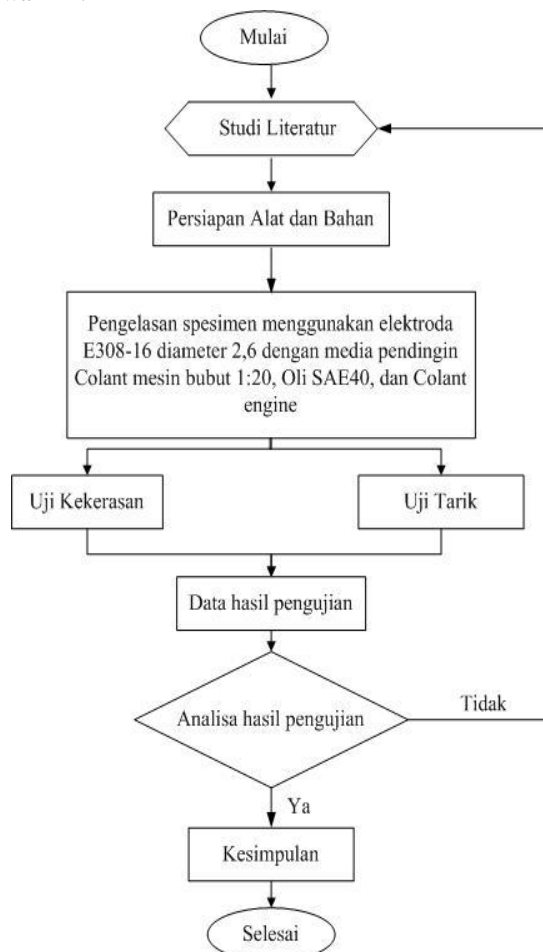 Mulai
Studi Literatur
Persiapan Alat dan Bahan
Pengelasan spesimen menggunakan elektroda
E308-16 diameter 2,6 dengan media pendingin
Colant mesin bubut 1:20, Oli SAE40, dan Colant
engine
Uji Kekerasan
Uji Tarik
Data hasil pengujian
Analisa hasil pengujian
Tidak
Ya
Kesimpulan
Selesai